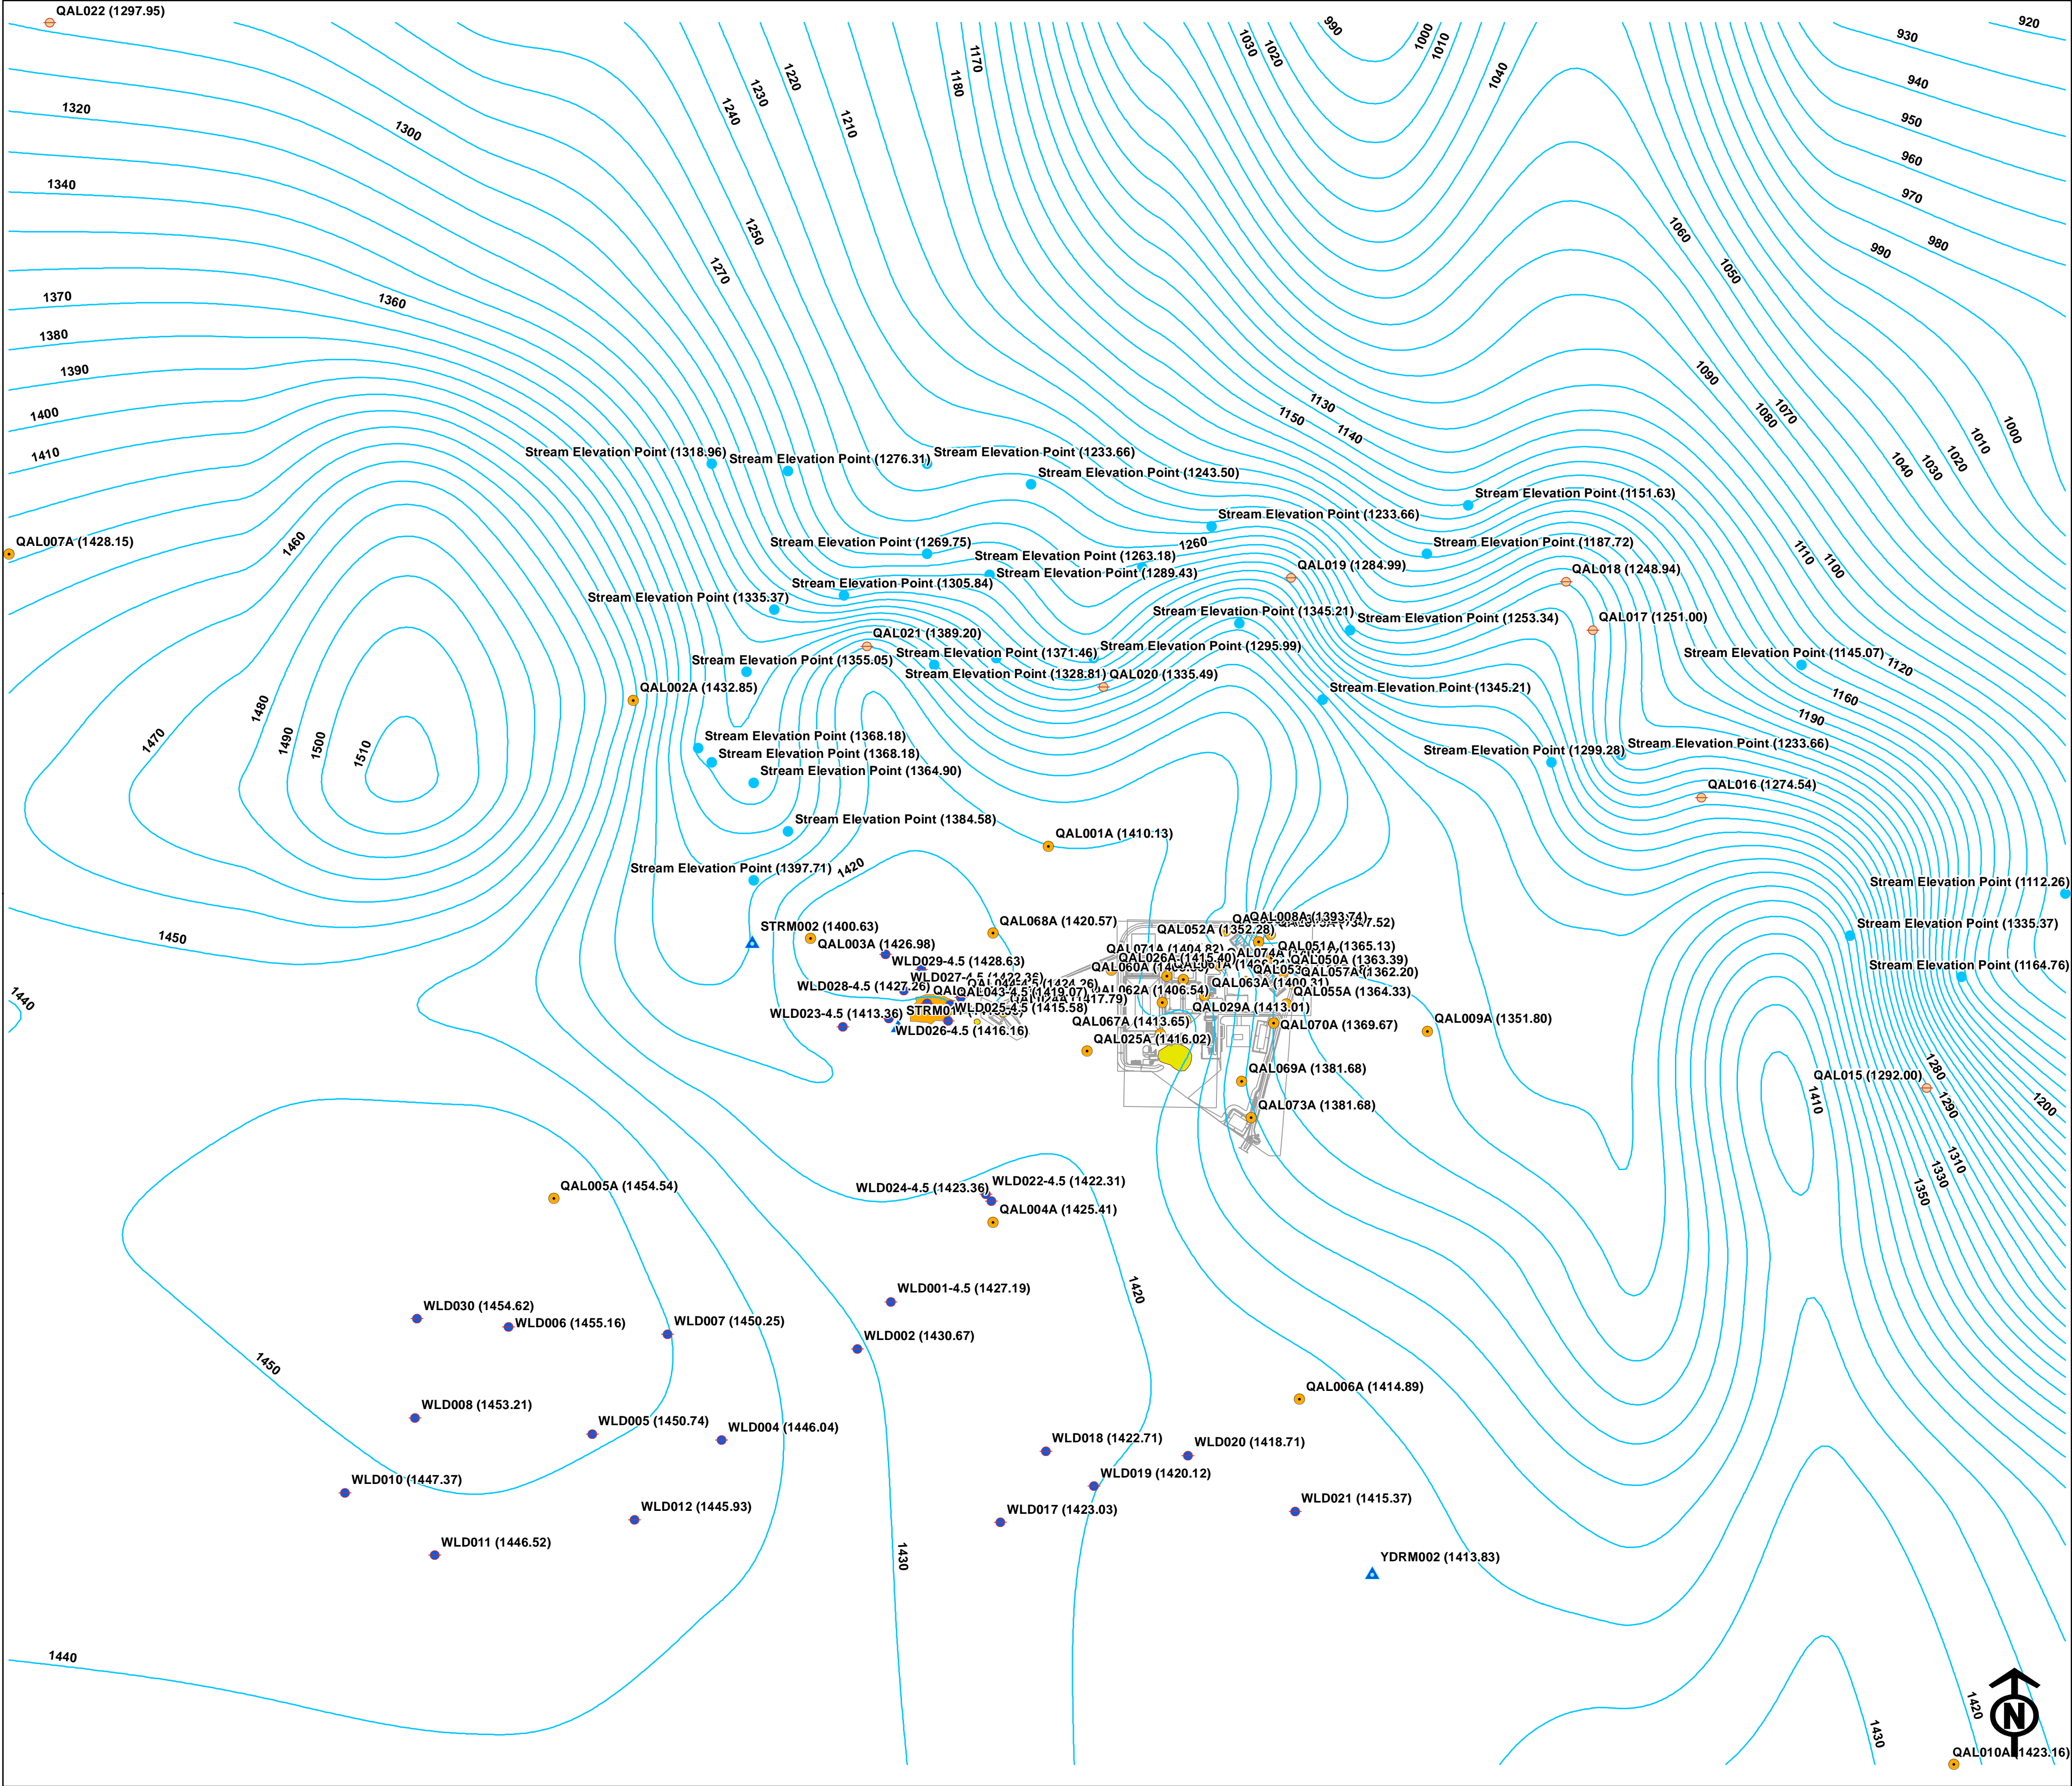 QAL022 (1297.95)
990
1000
1010
920
930
1030
1020
1170
1180
1220
1230
1240
1210
1040
940
1320
1300
950
960
1340
970
1250
1060
980
990
1270
1050
1370
1360
1380
1390
1090
1400
1130
1150
1140
1080
1070
1410
1000
1010
1020
1030
1040
Stream Elevation Point (1318.96)
Stream Elevation Point (1276.31)
Stream Elevation Point (1233.66)
Stream Elevation Point (1243.50)
Stream Elevation Point (1151.63)
Stream Elevation Point (1233.66)
QAL007A (1428.15)
1460
Stream Elevation Point (1269.75)
1260
Stream Elevation Point (1187.72)
1110
1100
Stream Elevation Point (1263.18)
Stream Elevation Point (1289.43)
QAL019 (1284.99)
QAL018 (1248.94)
Stream Elevation Point (1305.84)
Stream Elevation Point (1335.37)
Stream Elevation Point (1345.21)
Stream Elevation Point (1253.34)
QAL017 (1251.00)
QAL021 (1389.20)
Stream Elevation Point (1371.46)
Stream Elevation Point (1295.99)
Stream Elevation Point (1355.05)
Stream Elevation Point (1328.81)
QAL020 (1335.49)
Stream Elevation Point (1145.07)
1120
QAL002A (1432.85)
Stream Elevation Point (1345.21)
1160
1190
1480
1470
1490
1500
1510
Stream Elevation Point (1368.18)
Stream Elevation Point (1368.18)
Stream Elevation Point (1364.90)
Stream Elevation Point (1299.28)
Stream Elevation Point (1233.66)
QAL016 (1274.54)
Stream Elevation Point (1384.58)
QAL001A (1410.13)
Stream Elevation Point (1397.71)
1420
Stream Elevation Point (1112.26)
1450
STRM002 (1400.63)
QAL003A (1426.98)
QAL068A (1420.57)
QAL008A (1393.74)
QAL052A (1352.28)
Stream Elevation Point (1335.37)
WLD029-4.5 (1428.63)
QAL071A (1404.82)
QAL026A (1415.40)
QAL051A (1365.13)
QAL050A (1363.39)
QAL057A (1362.20)
Stream Elevation Point (1164.76)
WLD028-4.5 (1427.26)
QAL043-4.5 (1419.07)
QAL062A (1406.54)
QAL063A (1400.31)
QAL055A (1364.33)
1440
WLD023-4.5 (1413.36)
WLD025-4.5 (1415.58)
QAL029A (1413.01)
WLD026-4.5 (1416.16)
QAL067A (1413.65)
QAL070A (1369.67)
QAL009A (1351.80)
QAL025A (1416.02)
QAL069A (1381.68)
QAL015 (1292.00)
1280
1290
1200
1410
QAL073A (1381.68)
1310
1330
1350
QAL005A (1454.54)
WLD024-4.5 (1423.36)
WLD022-4.5 (1422.31)
QAL004A (1425.41)
WLD001-4.5 (1427.19)
1420
WLD030 (1454.62)
WLD006 (1455.16)
WLD007 (1450.25)
WLD002 (1430.67)
1450
QAL006A (1414.89)
WLD008 (1453.21)
WLD005 (1450.74)
WLD004 (1446.04)
WLD018 (1422.71)
WLD020 (1418.71)
WLD010 (1447.37)
WLD019 (1420.12)
WLD012 (1445.93)
WLD017 (1423.03)
WLD021 (1415.37)
WLD011 (1446.52)
1430
YDRM002 (1413.83)
1440
1420
1430
N
QAL010A (1423.16)